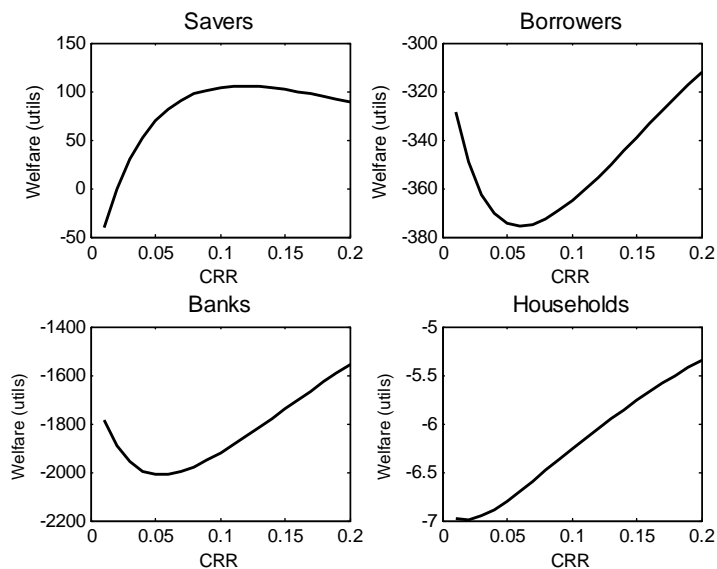 Savers
150
100
50
0
-50
Welfare (utils)
0 0.05 0.1 0.15 0.2
CRR
Borrowers
-300
-320
-340
-360
-380
Welfare (utils)
0 0.05 0.1 0.15 0.2
CRR
Banks
-1400
-1600
-1800
-2000
-2200
Welfare (utils)
0 0.05 0.1 0.15 0.2
CRR
Households
-5
-5.5
-6
-6.5
-7
Welfare (utils)
0 0.05 0.1 0.15 0.2
CRR